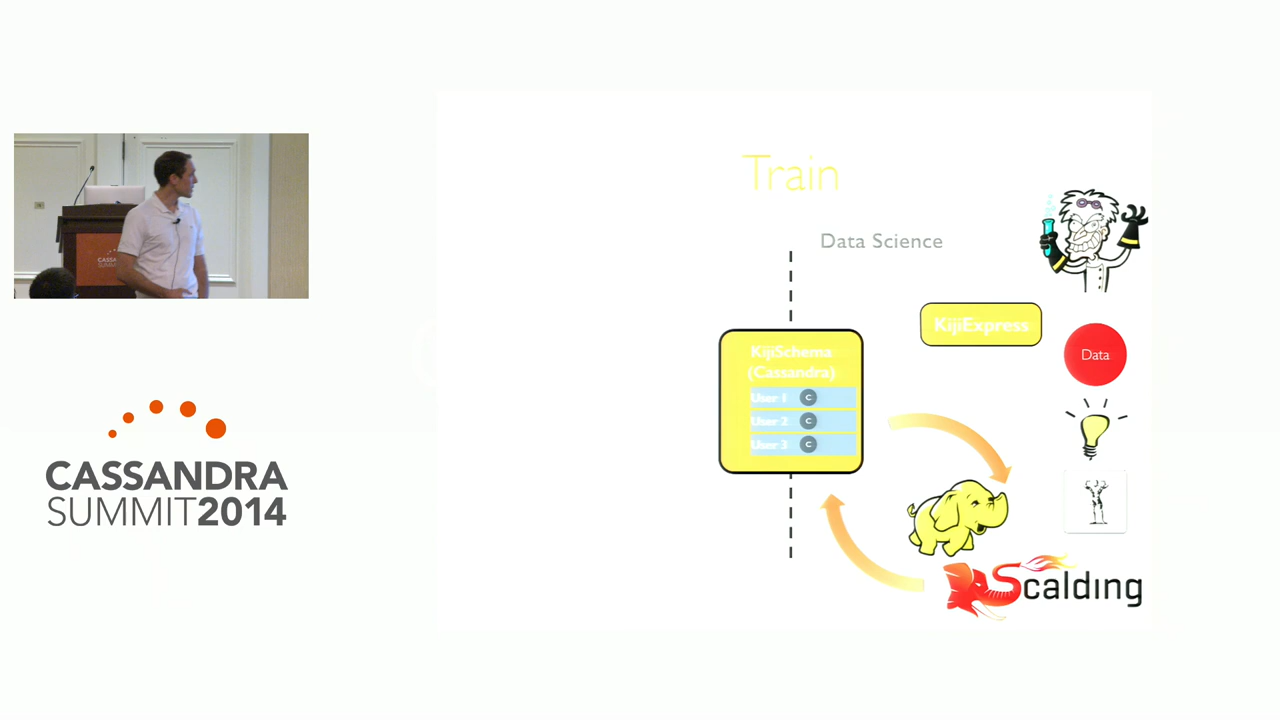 Train
Data Science
KijiExpress
KijiSchema
(Cassandra)
User 1 C
User 2 C
User 3 C
Data
Scalding
CASSANDRA
SUMMIT2014